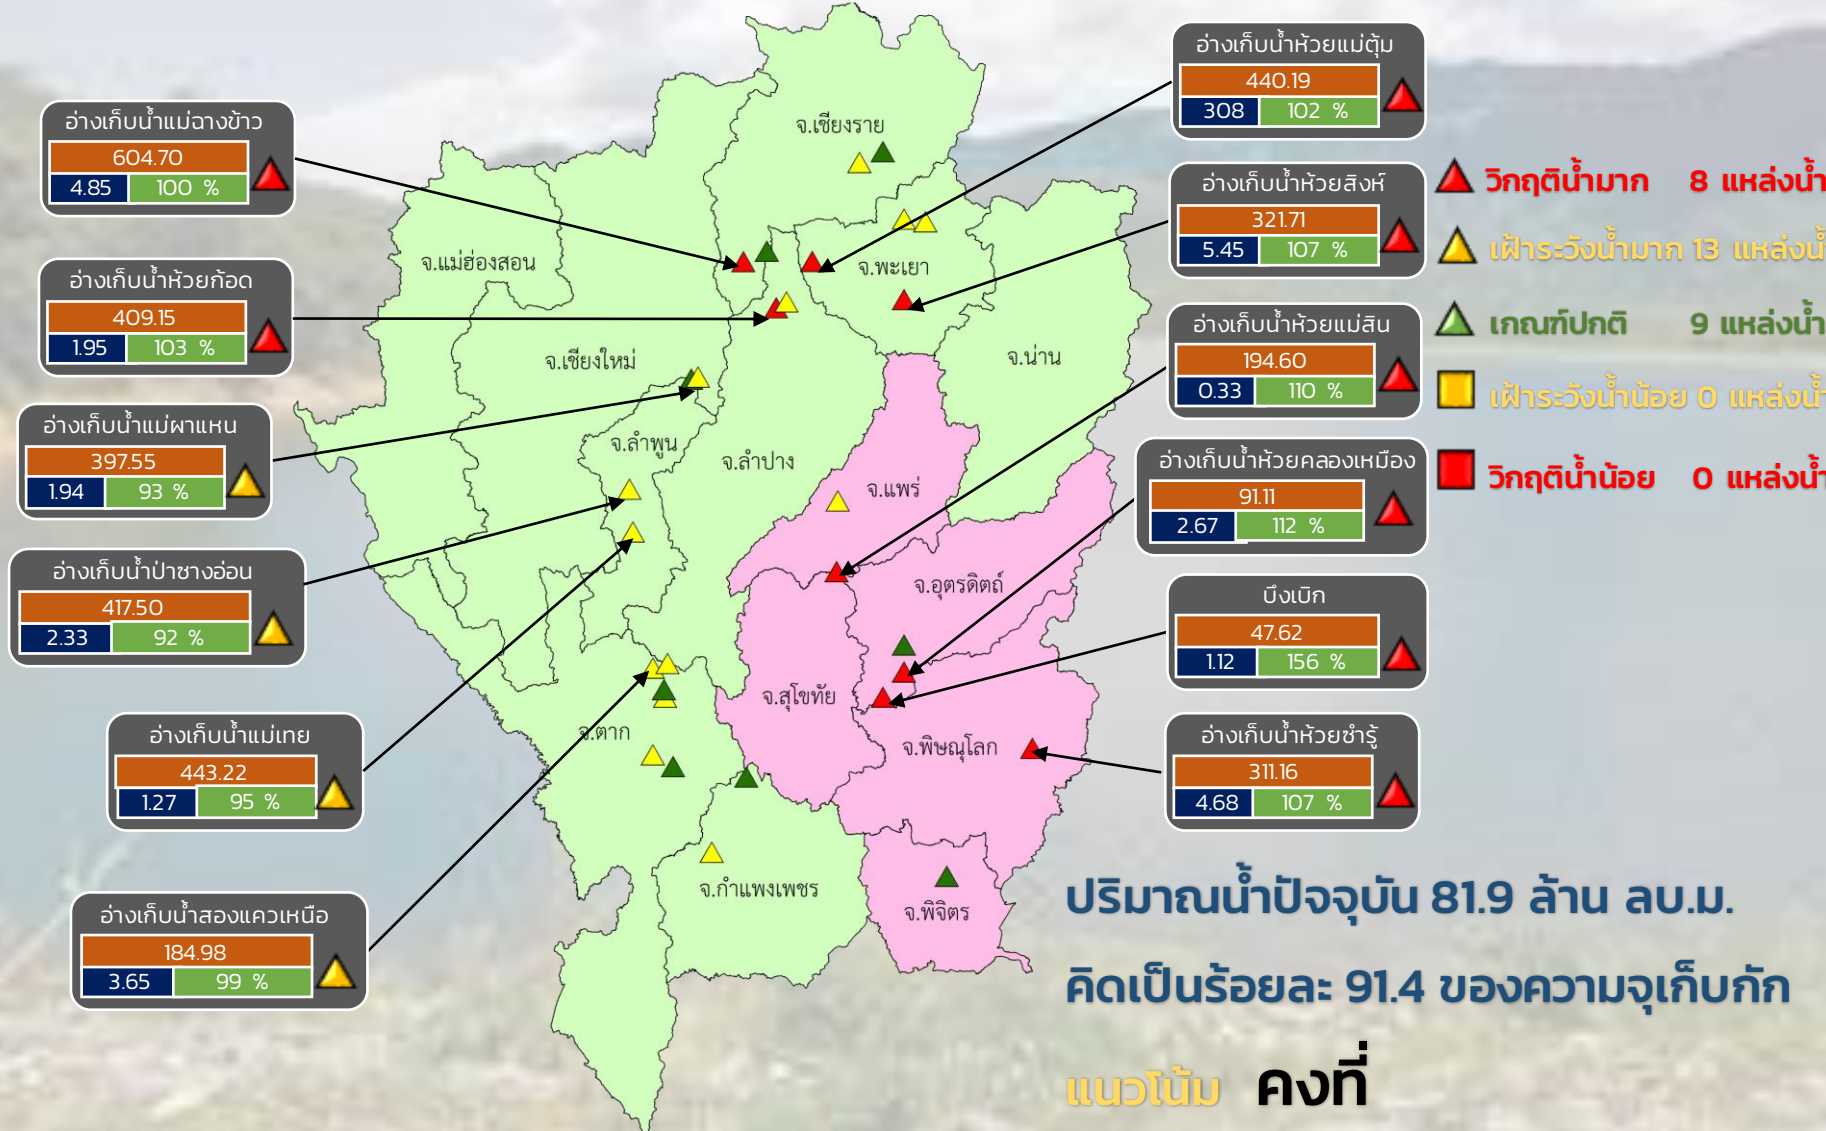 อ่างเก็บน้ำแม่ฉางข้าว
604.70
4.85 100 %
อ่างเก็บน้ำห้วยก้อด
409.15
1.95 103 %
อ่างเก็บน้ำแม่ผาแหน
397.55
1.94 93 %
อ่างเก็บน้ำป่าซางอ่อน
417.50
2.33 92 %
อ่างเก็บน้ำแม่เทย
443.22
1.27 95 %
อ่างเก็บน้ำสองแควเหนือ
184.98
3.65 99 %
จ.เชียงราย
จ.แม่ฮ่องสอน
จ.พะเยา
จ.เชียงใหม่
จ.น่าน
จ.ลำพูน
จ.ลำปาง
จ.แพร่
จ.อุตรดิตถ์
จ.สุโขทัย
จ.ตาก
จ.พิษณุโลก
จ.กำแพงเพชร
จ.พิจิตร
อ่างเก็บน้ำห้วยแม่ตุ้ม
440.19
308 102 %
อ่างเก็บน้ำห้วยสิงห์
321.71
5.45 107 %
อ่างเก็บน้ำห้วยแม่สิน
194.60
0.33 110 %
อ่างเก็บน้ำห้วยคลองเหมือง
91.11
2.67 112 %
บึงเบิก
47.62
1.12 156 %
อ่างเก็บน้ำห้วยซำรู้
311.16
4.68 107 %
วิกฤติน้ำมาก 8 แหล่งน้ำ
เฝ้าระวังน้ำมาก 13 แหล่งน้ำ
เกณฑ์ปกติ 9 แหล่งน้ำ
เฝ้าระวังน้ำน้อย 0 แหล่งน้ำ
วิกฤติน้ำน้อย 0 แหล่งน้ำ
ปริมาณน้ำปัจจุบัน 81.9 ล้าน ลบ.ม.
คิดเป็นร้อยละ 91.4 ของความจุเก็บกัก
แนวโน้ม คงที่